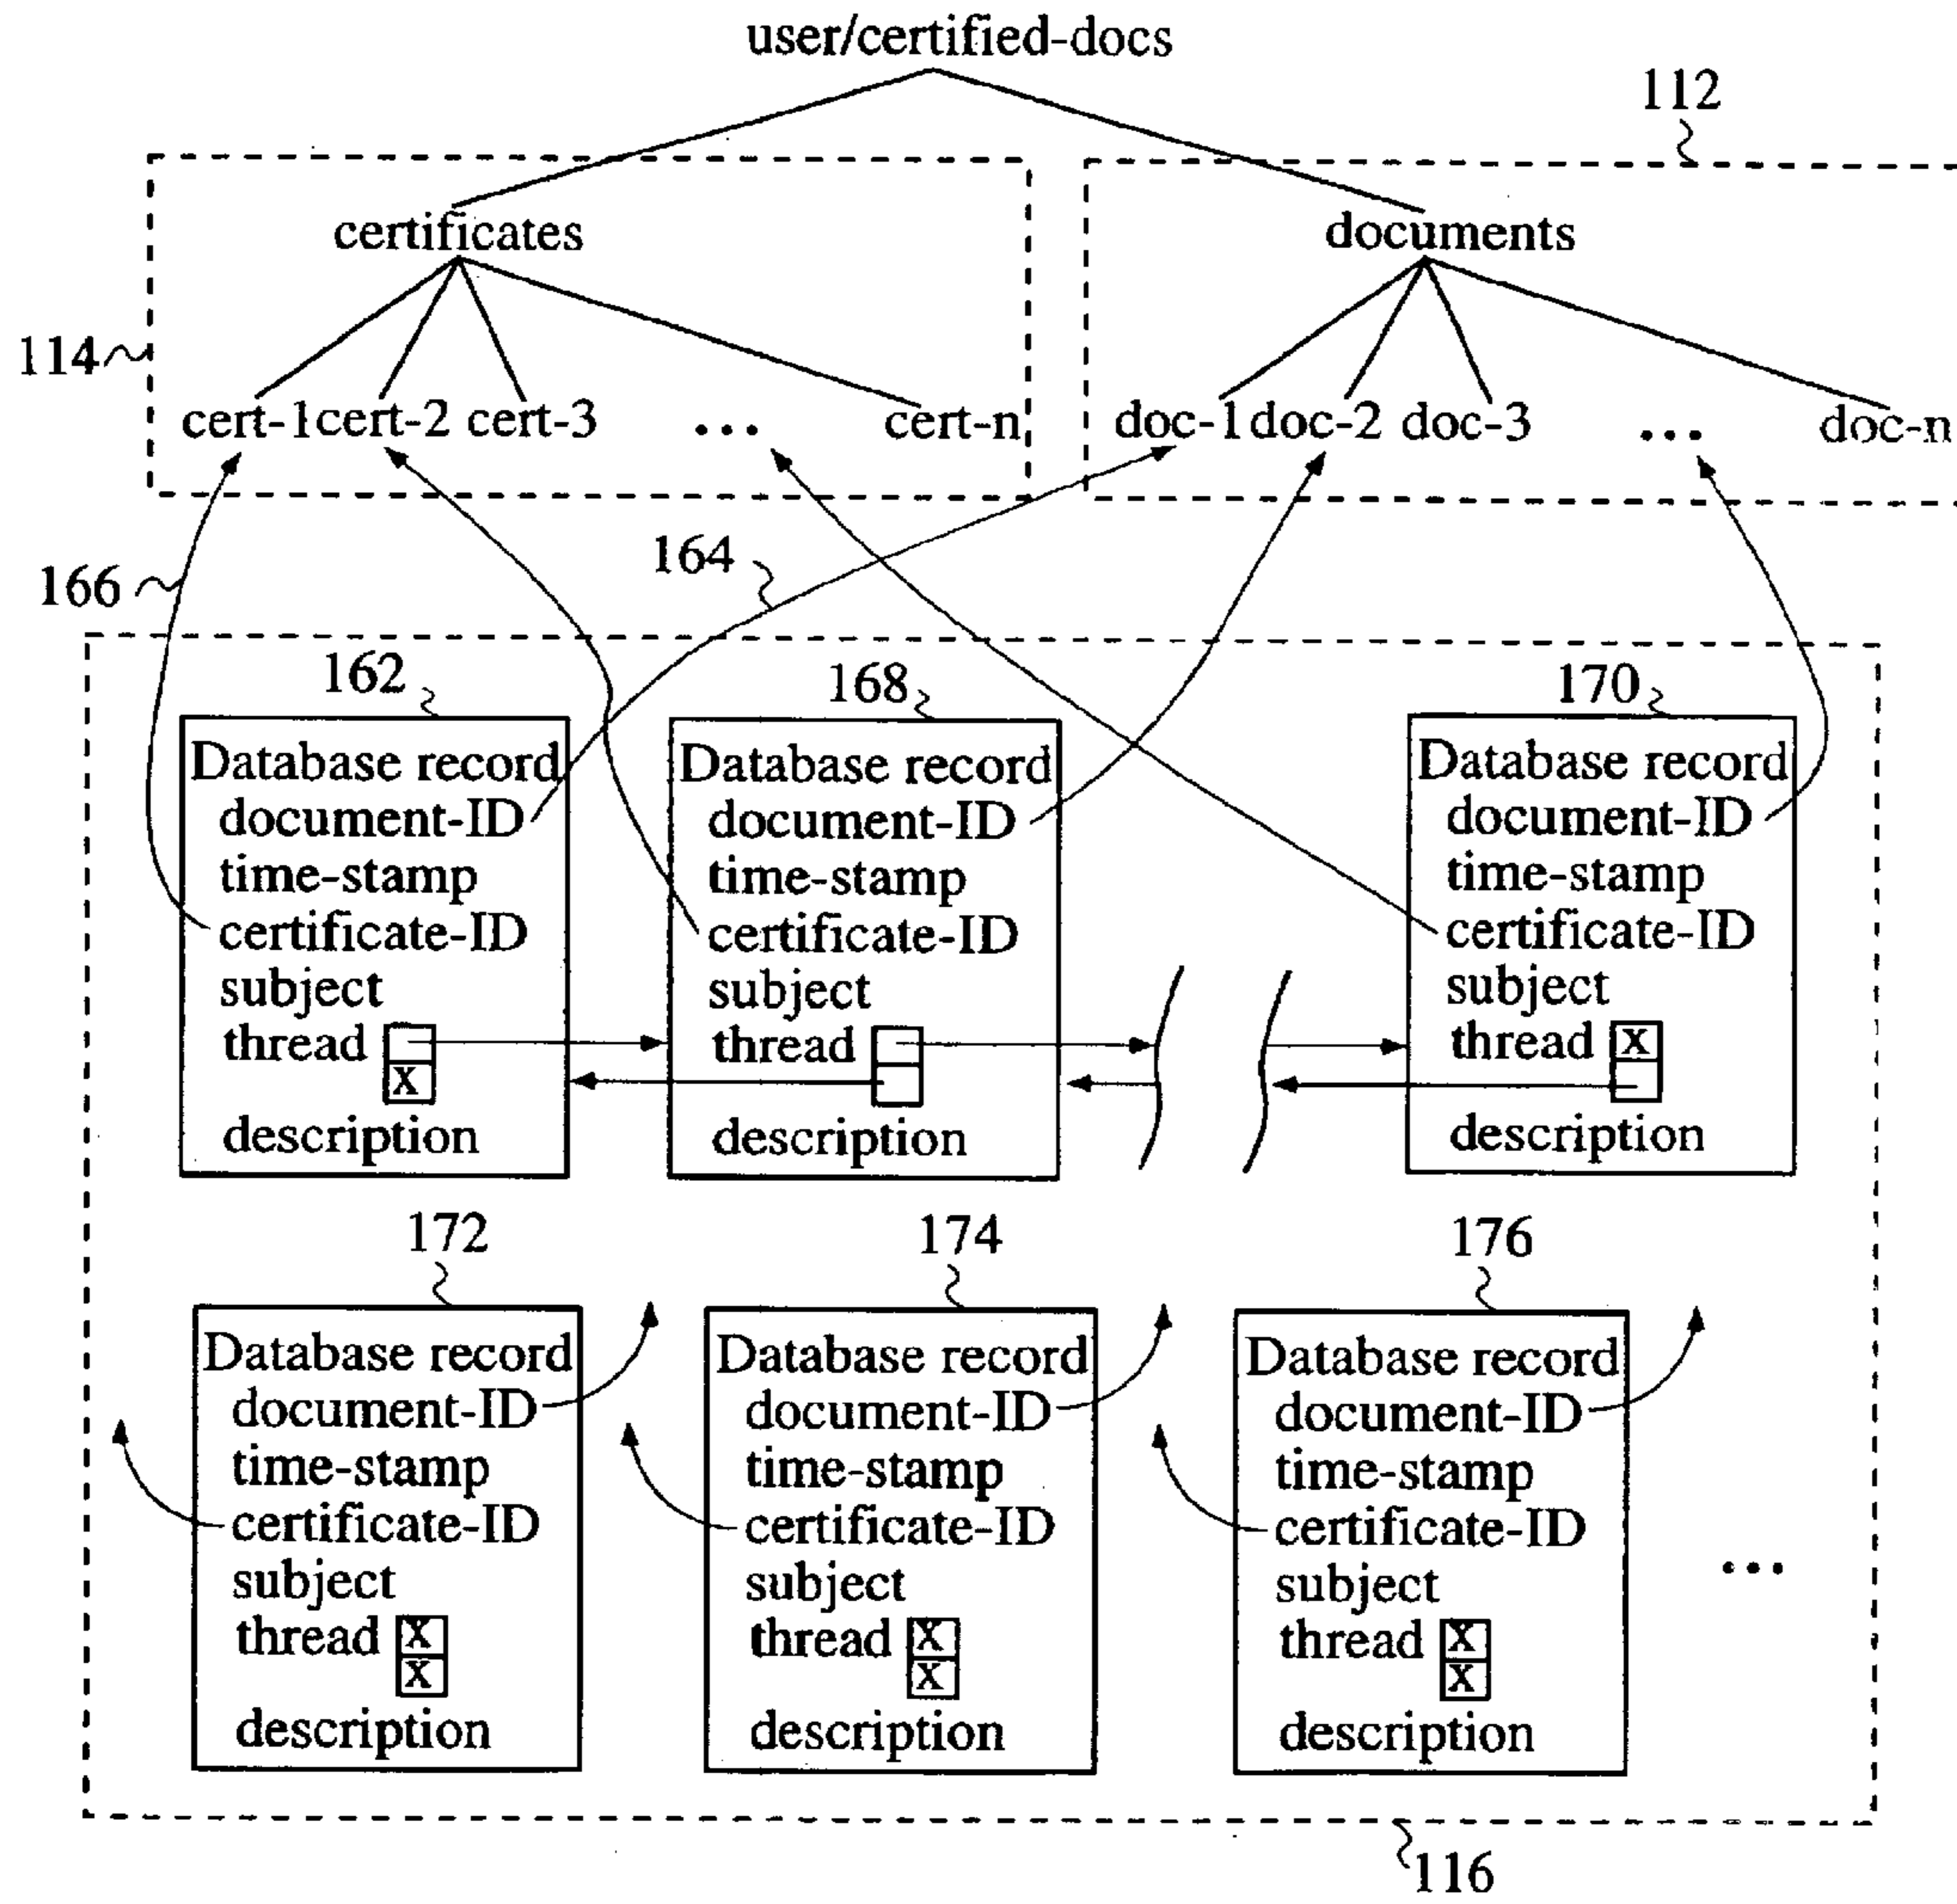 user/certified-docs
112
certificates
documents
114
cert-1 cert-2 cert-3 ... cert-n
doc-1 doc-2 doc-3 ... doc-n
166
164
162
168
170
Database record
document-ID
time-stamp
certificate-ID
subject
thread
X
description
Database record
document-ID
time-stamp
certificate-ID
subject
thread
description
Database record
document-ID
time-stamp
certificate-ID
subject
thread X
description
172
174
176
Database record
document-ID
time-stamp
certificate-ID
subject
thread X
X
description
Database record
document-ID
time-stamp
certificate-ID
subject
thread X
X
description
Database record
document-ID
time-stamp
certificate-ID
subject
thread X
X
description
...
116